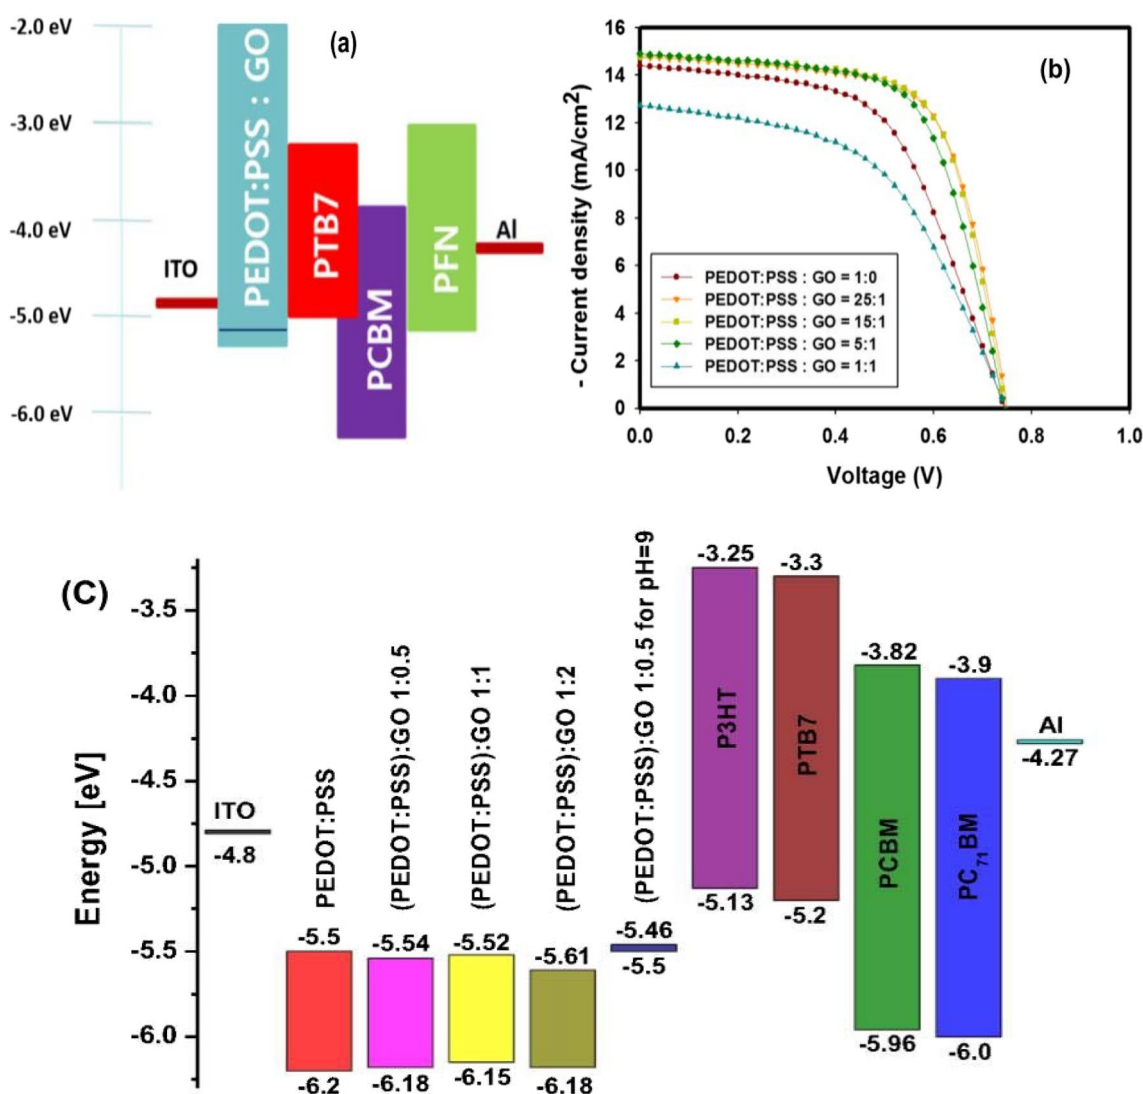 (a)
-2.0 eV
-3.0 eV
-4.0 eV
-5.0 eV
-6.0 eV
ITO
PEDOT:PSS : GO
PTB7
PCBM
PFN
Al
(b)
- Current density (mA/cm²)
16
14
12
10
8
6
4
2
0
PEDOT:PSS : GO = 1:0
PEDOT:PSS : GO = 25:1
PEDOT:PSS : GO = 15:1
PEDOT:PSS : GO = 5:1
PEDOT:PSS : GO = 1:1
0.0 0.2 0.4 0.6 0.8 1.0
Voltage (V)
(C)
Energy [eV]
-3.5
-4.0
-4.5
-5.0
-5.5
-6.0
ITO
-4.8
PEDOT:PSS
-5.5
-6.2
(PEDOT:PSS):GO 1:0.5
-5.54
-6.18
(PEDOT:PSS):GO 1:1
-5.52
-6.15
(PEDOT:PSS):GO 1:2
-5.61
-6.18
(PEDOT:PSS):GO 1:0.5 for pH=9
-5.46
-5.5
-3.25
P3HT
-5.13
-3.3
PTB7
-5.2
-3.82
PCBM
-5.96
-3.9
PC₇₁BM
-6.0
Al
-4.27